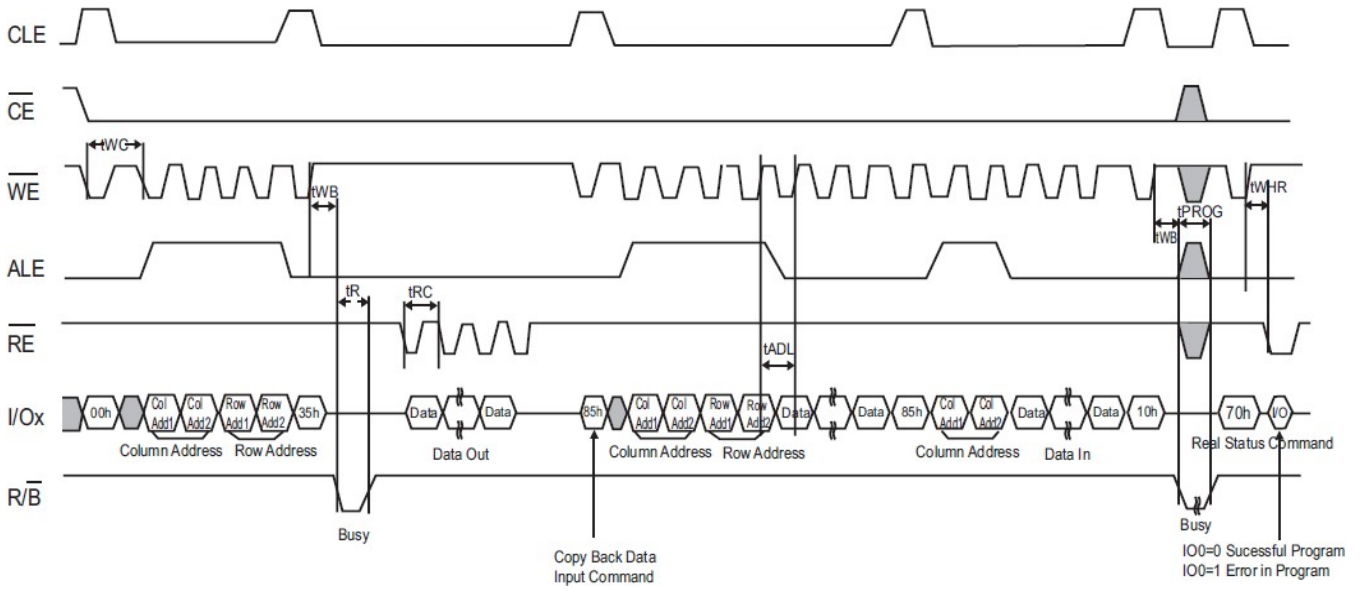 CLE
CE
tWC
WE
tWB
tWHR
tPROG
tWB
ALE
tR
tRC
RE
tADL
I/Ox
00h
Col Add1
Col Add2
Row Add1
Row Add2
35h
Data
Data
85h
Col Add1
Col Add2
Row Add1
Row Add2
Data
Data
85h
Col Add1
Col Add2
Data
Data
10h
70h
I/O
Column Address
Row Address
Data Out
Column Address
Row Address
Column Address
Data In
Real Status Command
R/B
Busy
Busy
Copy Back Data
Input Command
IO0=0 Sucessful Program
IO0=1 Error in Program